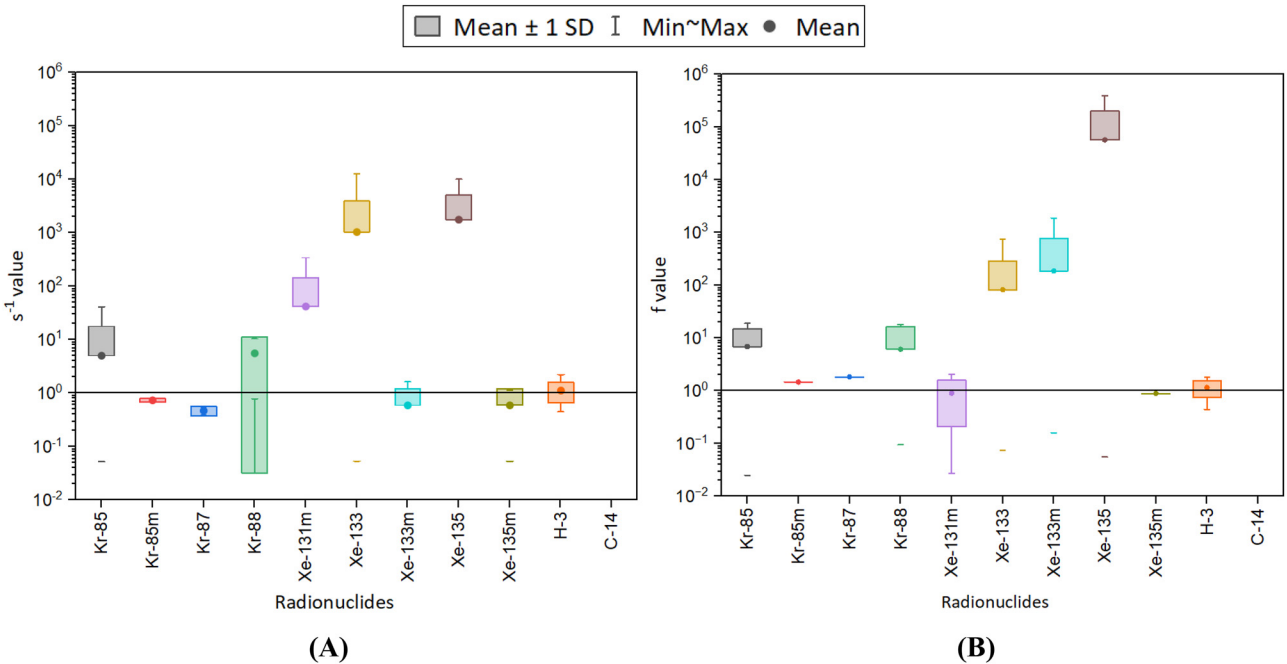 Mean ± 1 SD Min~Max Mean
10⁶
10⁵
10⁴
10³
10²
10¹
10⁰
10⁻¹
10⁻²
s⁻¹ value
Kr-85
Kr-85m
Kr-87
Kr-88
Xe-131m
Xe-133
Xe-133m
Xe-135
Xe-135m
H-3
C-14
Radionuclides
(A)
10⁶
10⁵
10⁴
10³
10²
10¹
10⁰
10⁻¹
10⁻²
f value
Kr-85
Kr-85m
Kr-87
Kr-88
Xe-131m
Xe-133
Xe-133m
Xe-135
Xe-135m
H-3
C-14
Radionuclides
(B)